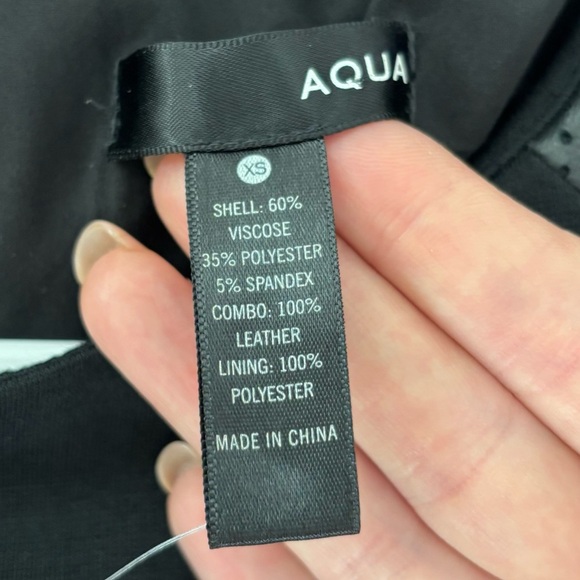 AQUA
XS
SHELL: 60%
VISCOSE
35% POLYESTER
5% SPANDEX
COMBO: 100%
LEATHER
LINING: 100%
POLYESTER
MADE IN CHINA